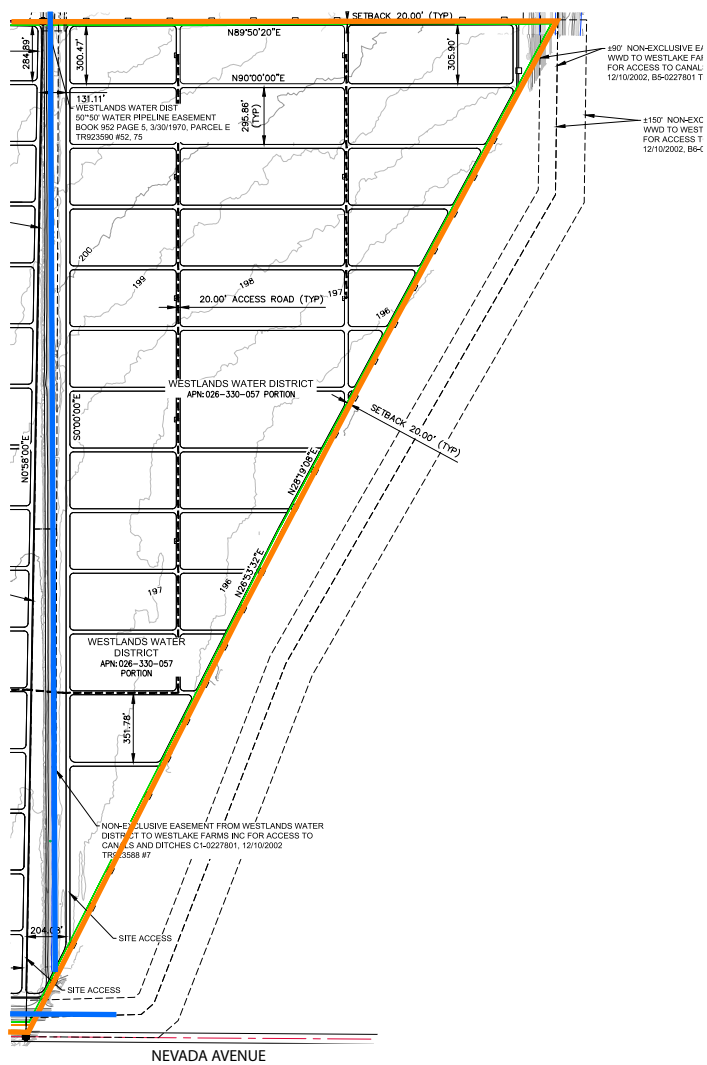 SETBACK 20.00' (TYP)
N89°50'20"E
284.89'
300.47'
305.90'
N90°00'00"E
131.11'
WESTLANDS WATER DIST
50'*50' WATER PIPELINE EASEMENT
BOOK 952 PAGE 5, 3/30/1970, PARCEL E
TR923590 #52, 75
295.86'
(TYP)
±90' NON-EXCLUSIVE EA
WWD TO WESTLAKE FAR
FOR ACCESS TO CANALS
12/10/2002, B5-0227801 T
±150' NON-EXC
WWD TO WEST
FOR ACCESS T
12/10/2002, B6-0
200
199
198
197
196
20.00' ACCESS ROAD (TYP)
WESTLANDS WATER DISTRICT
APN:026-330-057 PORTION
S0°00'00"E
N0°58'00"E
SETBACK 20.00' (TYP)
N28°19'08"E
N26°53'32"E
197
196
WESTLANDS WATER
DISTRICT
APN:026-330-057
PORTION
351.78'
NON-EXCLUSIVE EASEMENT FROM WESTLANDS WATER
DISTRICT TO WESTLAKE FARMS INC FOR ACCESS TO
CANALS AND DITCHES C1-0227801, 12/10/2002
TR923588 #7
204.08'
SITE ACCESS
SITE ACCESS
NEVADA AVENUE